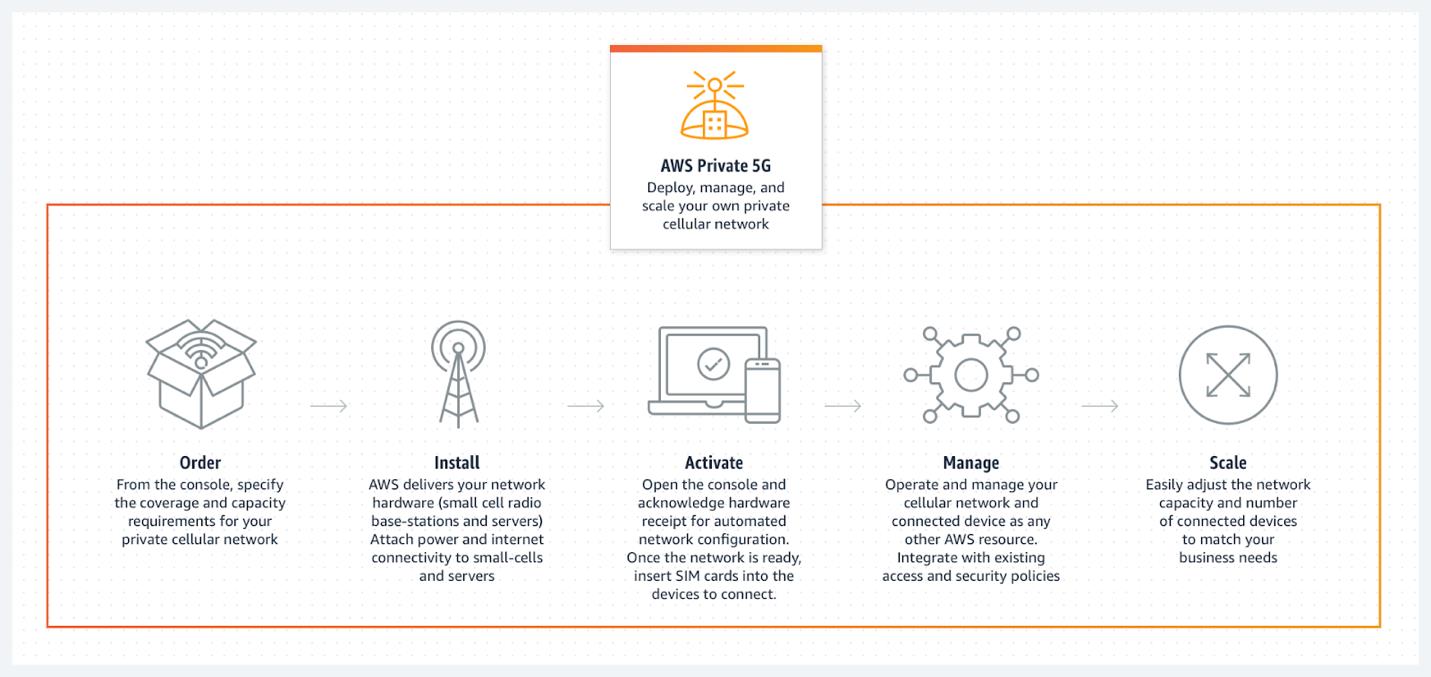 AWS Private 5G
Deploy, manage, and
scale your own private
cellular network
Order
From the console, specify
the coverage and capacity
requirements for your
private cellular network
Install
AWS delivers your network
hardware (small cell radio
base-stations and servers)
Attach power and internet
connectivity to small-cells
and servers
Activate
Open the console and
acknowledge hardware
receipt for automated
network configuration.
Once the network is ready,
insert SIM cards into the
devices to connect.
Manage
Operate and manage your
cellular network and
connected device as any
other AWS resource.
Integrate with existing
access and security policies
Scale
Easily adjust the network
capacity and number
of connected devices
to match your
business needs